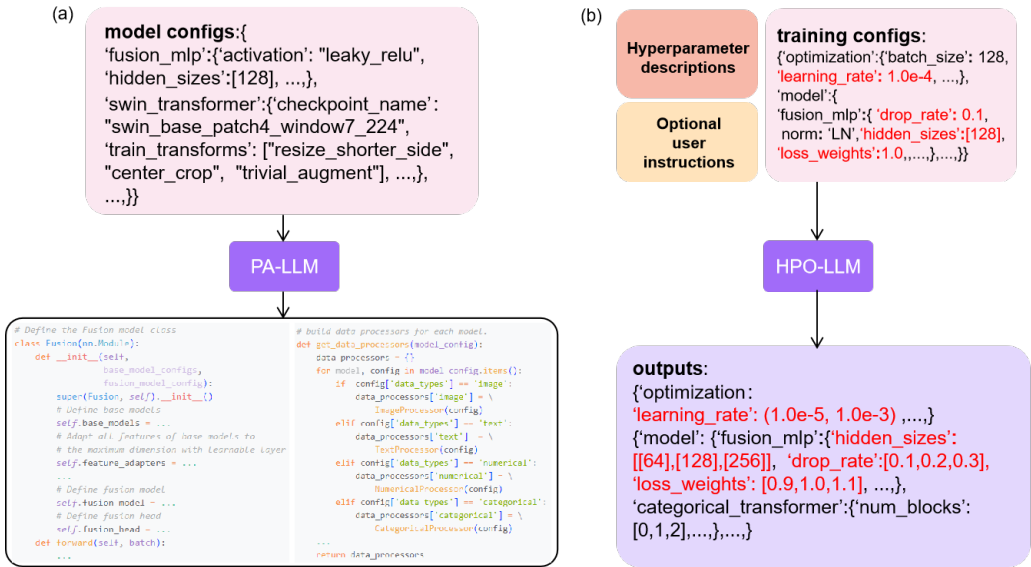 (a)
model configs:{
‘fusion_mlp’:{‘activation’: "leaky_relu",
‘hidden_sizes’:[128], ...,},
‘swin_transformer’:{‘checkpoint_name’:
"swin_base_patch4_window7_224",
‘train_transforms’: ["resize_shorter_side",
"center_crop", "trivial_augment"], ...,},
...,}}
PA-LLM
# Define the Fusion model class
class Fusion(nn.Module):
def __init__(self,
base_model_configs,
fusion_model_config):
super(Fusion, self).__init__()
# Define base models
self.base_models = ...
# Adapt all features of base models to
# the maximum dimension with learnable layer
self.feature_adapters = ...
...
# Define fusion model
self.fusion_model = ...
# Define fusion head
self.fusion_head = ...
def forward(self, batch):
...
# build data processors for each model.
def get_data_processors(model_config):
data_processors = {}
for model, config in model_config.items():
if config['data_types'] == 'image':
data_processors['image'] = \
ImageProcessor(config)
elif config['data_types'] == 'text':
data_processors['text'] = \
TextProcessor(config)
elif config['data_types'] == 'numerical':
data_processors['numerical'] = \
NumericalProcessor(config)
elif config['data_types'] == 'categorical':
data_processors['categorical'] = \
CategoricalProcessor(config)
...
return data_processors
(b)
Hyperparameter
descriptions
Optional
user
instructions
training configs:
{‘optimization’:{‘batch_size’: 128,
‘learning_rate’: 1.0e-4, ...,},
‘model’:{
‘fusion_mlp’:{ ‘drop_rate’: 0.1,
norm: ‘LN’,‘hidden_sizes’:[128],
‘loss_weights’:1.0,,...,},...,}}
HPO-LLM
outputs:
{‘optimization:
‘learning_rate’: (1.0e-5, 1.0e-3) ,...,}
{‘model’: {‘fusion_mlp’:{‘hidden_sizes’:
[[64],[128],[256]], ‘drop_rate’:[0.1,0.2,0.3],
‘loss_weights’: [0.9,1.0,1.1], ...,},
‘categorical_transformer’:{‘num_blocks’:
[0,1,2],...,},...,}